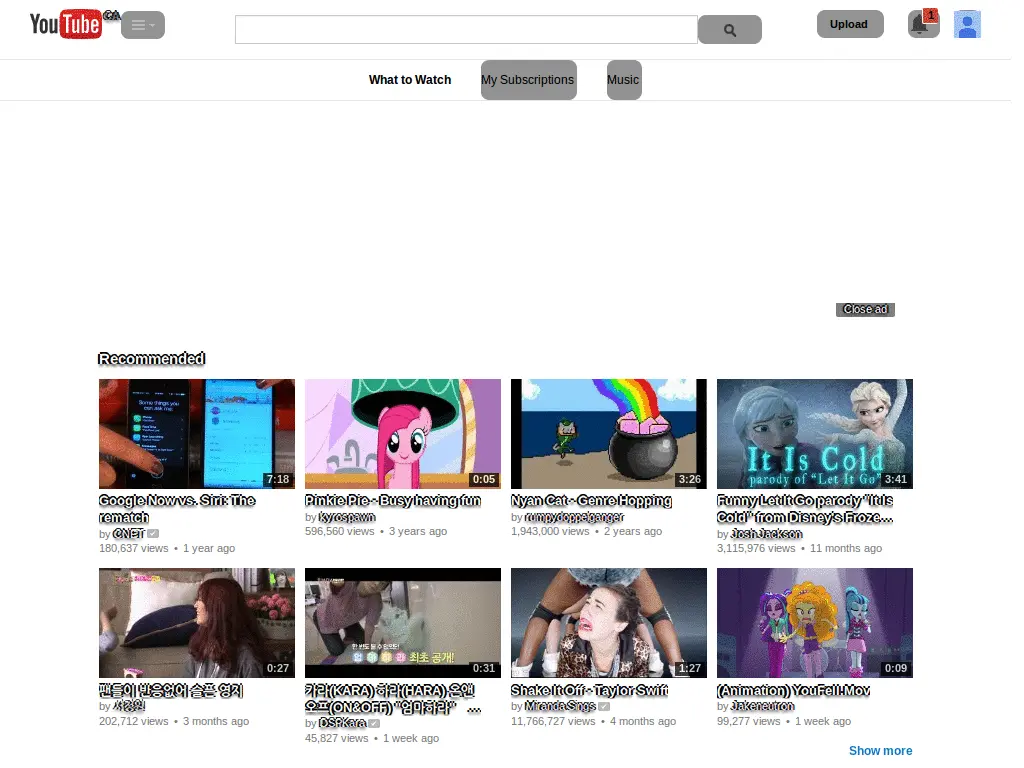 YouTube CA
1
Upload
What to Watch
My Subscriptions
Music
Close ad
Recommended
Some things you
can ask me:
7:18
0:05
3:26
It Is Cold
parody of "Let It Go"
3:41
Google Now vs. Siri: The
rematch
by CNET
180,637 views • 1 year ago
Pinkie Pie - Busy having fun
by kyrospawn
596,560 views • 3 years ago
Nyan Cat - Genre Hopping
by rumpydoppelganger
1,943,000 views • 2 years ago
Funny Let It Go parody "It Is
Cold" from Disney's Froze...
by Josh Jackson
3,115,976 views • 11 months ago
0:27
최초 공개!
0:31
1:27
0:09
팬들이 반응없어 슬픈 영지
by
202,712 views • 3 months ago
카라(KARA) 하라(HARA) 온앤
오프(ON&OFF) "엄마하라" ...
by DSPKara
45,827 views • 1 week ago
Shake It Off - Taylor Swift
by Miranda Sings
11,766,727 views • 4 months ago
(Animation) YouFell.Mov
by Jakeneutron
99,277 views • 1 week ago
Show more